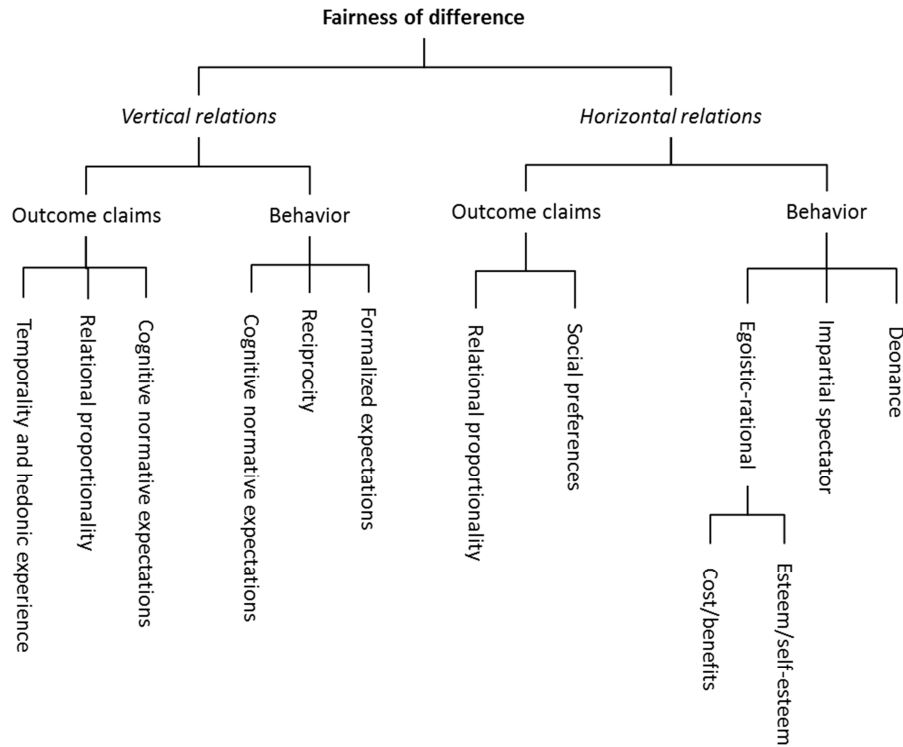 Fairness of difference
Vertical relations
Horizontal relations
Outcome claims
Behavior
Outcome claims
Behavior
Temporality and hedonic experience
Relational proportionality
Cognitive normative expectations
Cognitive normative expectations
Reciprocity
Formalized expectations
Relational proportionality
Social preferences
Egoistic-rational
Impartial spectator
Deonance
Cost/benefits
Esteem/self-esteem